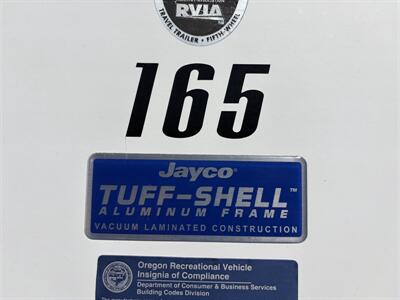 RVIA
TRAVEL TRAILER • FIFTH-WHEEL
165
Jayco®
TUFF-SHELL™
ALUMINUM FRAME
VACUUM LAMINATED CONSTRUCTION
Oregon Recreational Vehicle
Insignia of Compliance
Department of Consumer & Business Services
Building Codes Division